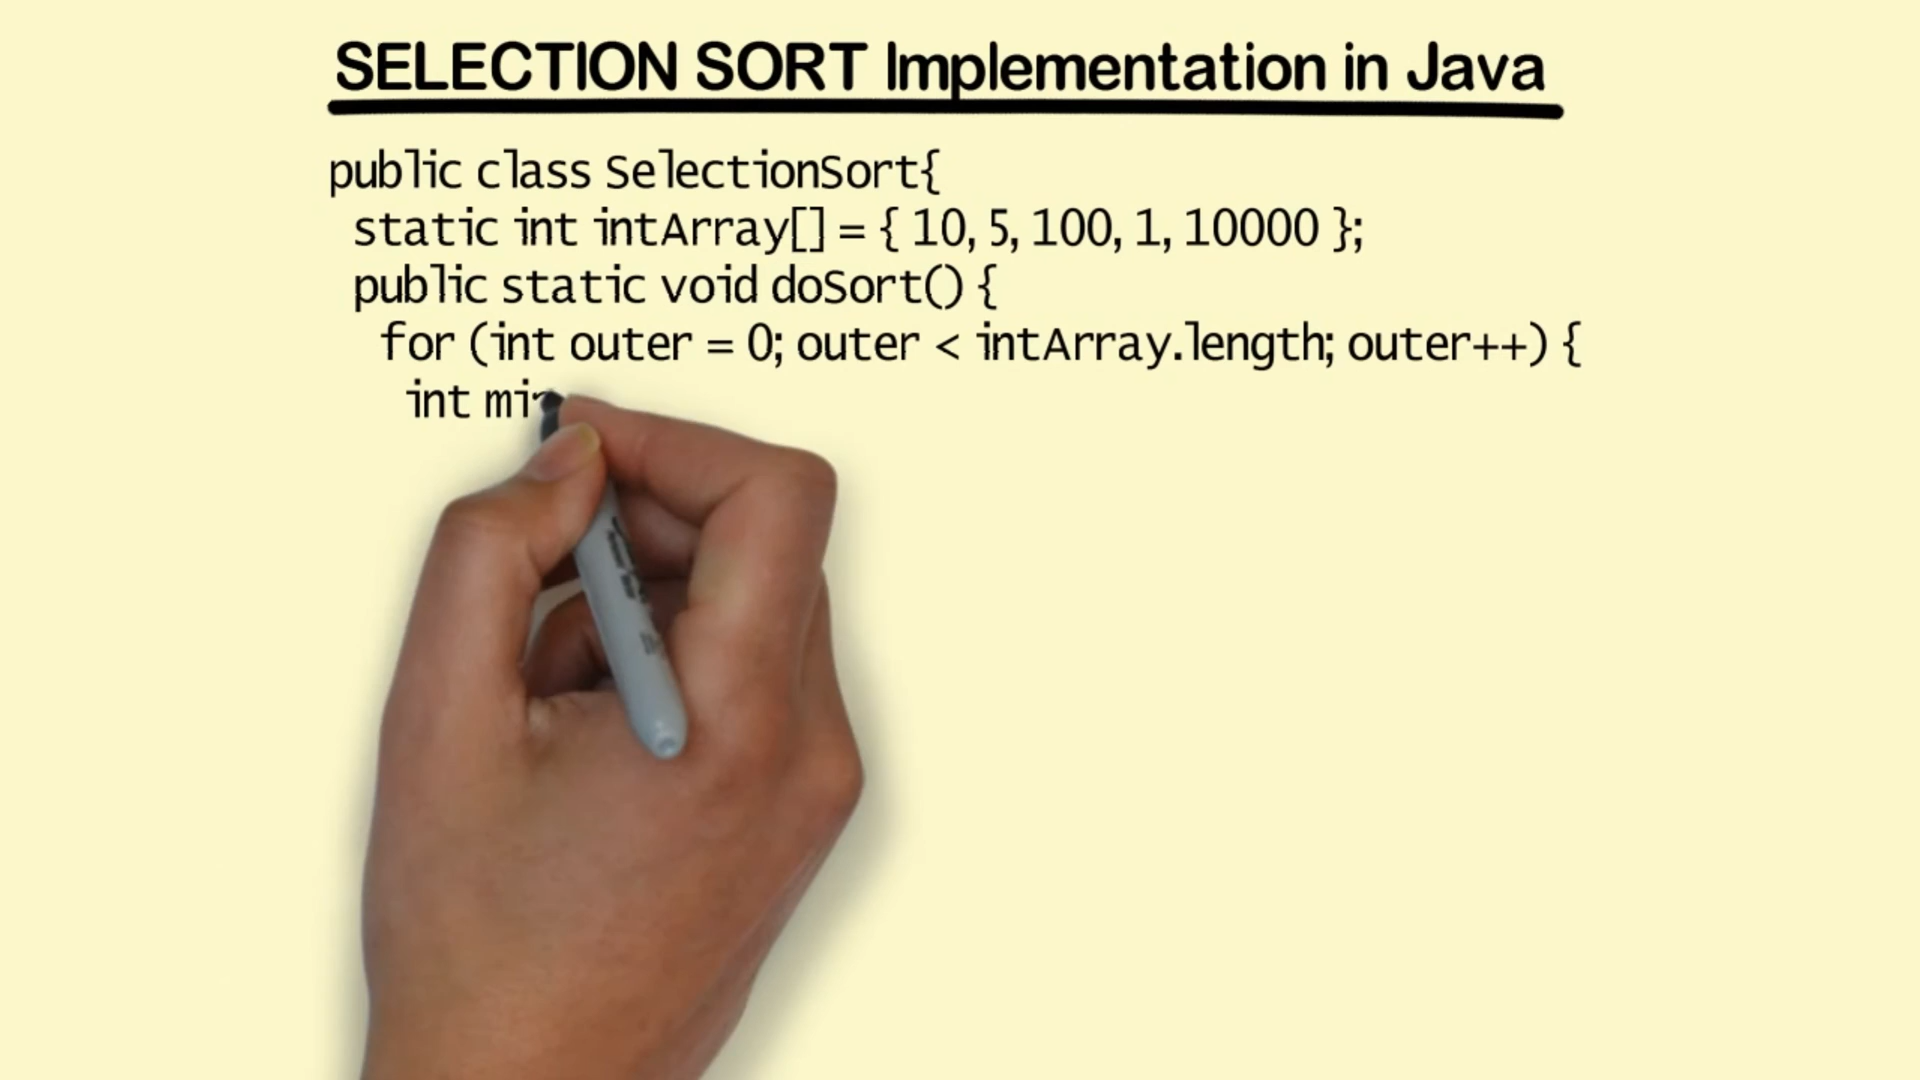 SELECTION SORT Implementation in Java
public class SelectionSort{
static int intArray[] = { 10, 5, 100, 1, 10000 };
public static void doSort() {
for (int outer = 0; outer < intArray.length; outer++) {
int